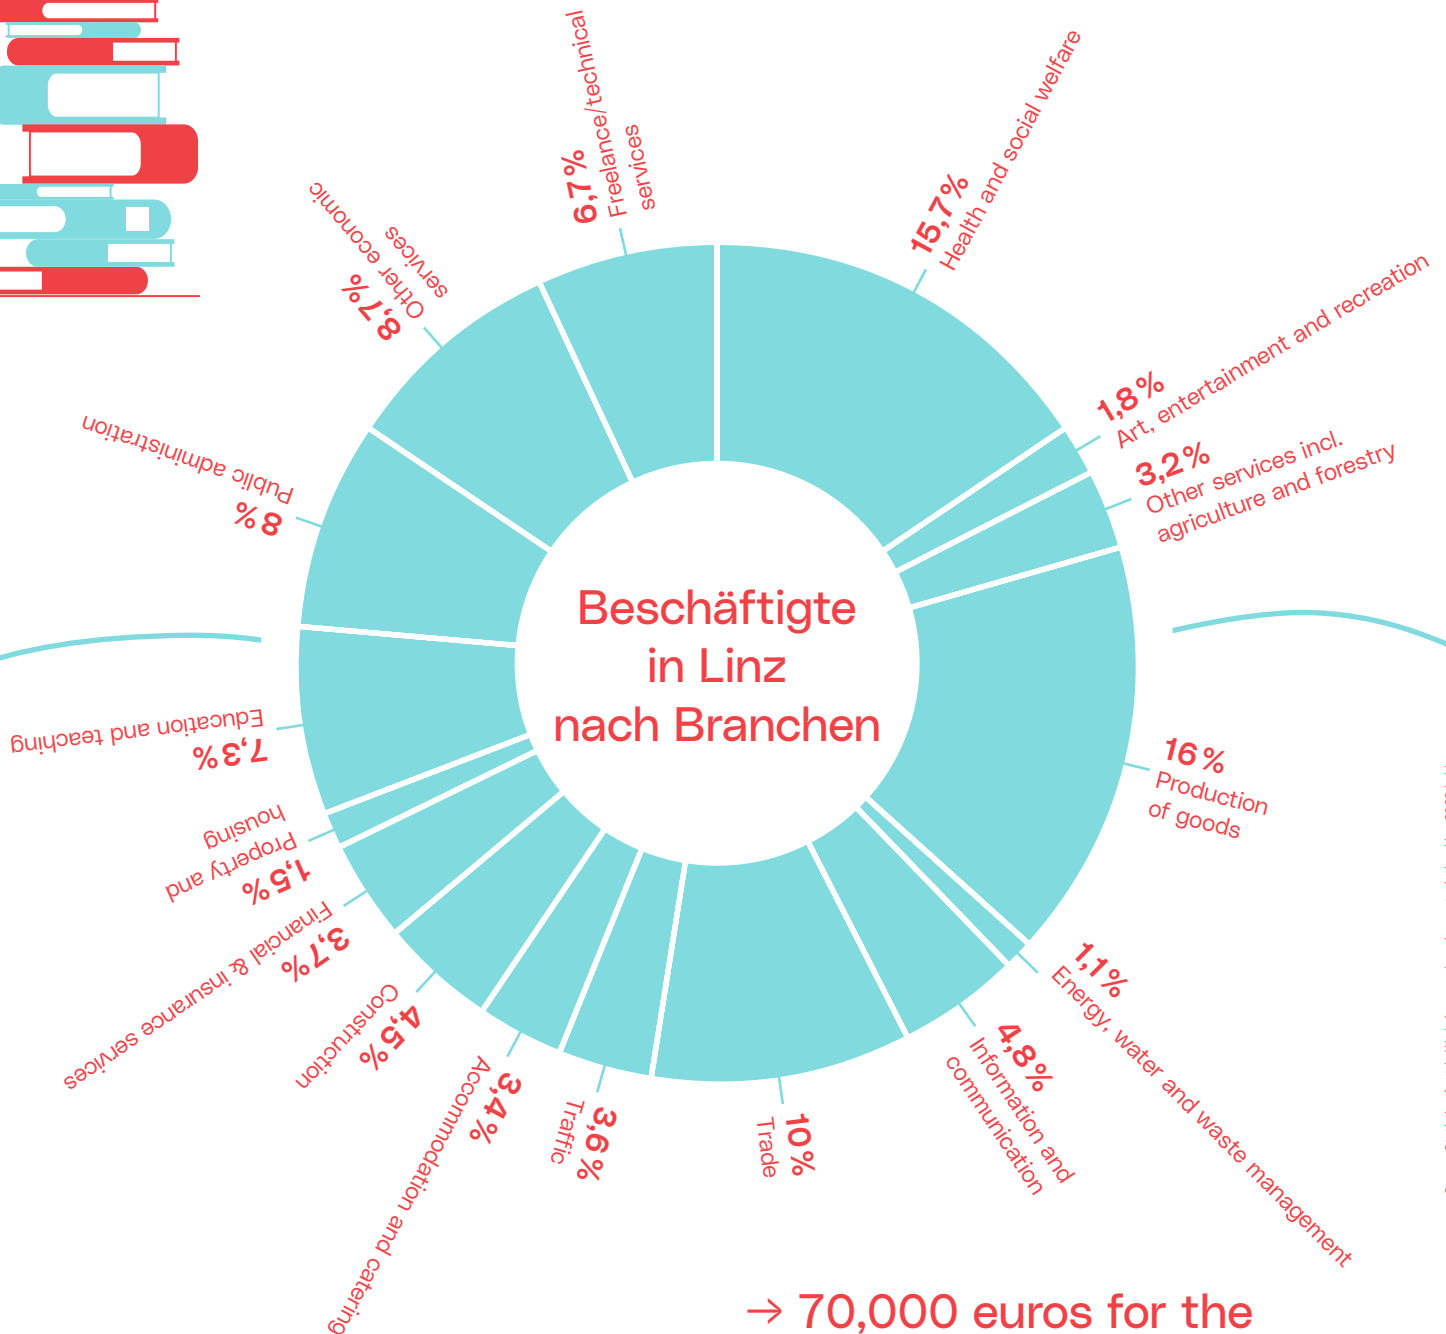 15,7%
Health and social welfare
1,8%
Art, entertainment and recreation
3,2%
Other services incl.
agriculture and forestry
16%
Production
of goods
1,1%
Energy, water and waste management
4,8%
Information and
communication
10%
Trade
3,6%
Traffic
3,4%
Accommodation and catering
4,5%
Construction
3,7%
Financial & insurance services
1,5%
Property and
housing
7,3%
Education and teaching
8%
Public administration
8,7%
Other economic
services
6,7%
Freelance/technical
services
Beschäftigte
in Linz
nach Branchen
→ 70,000 euros for the